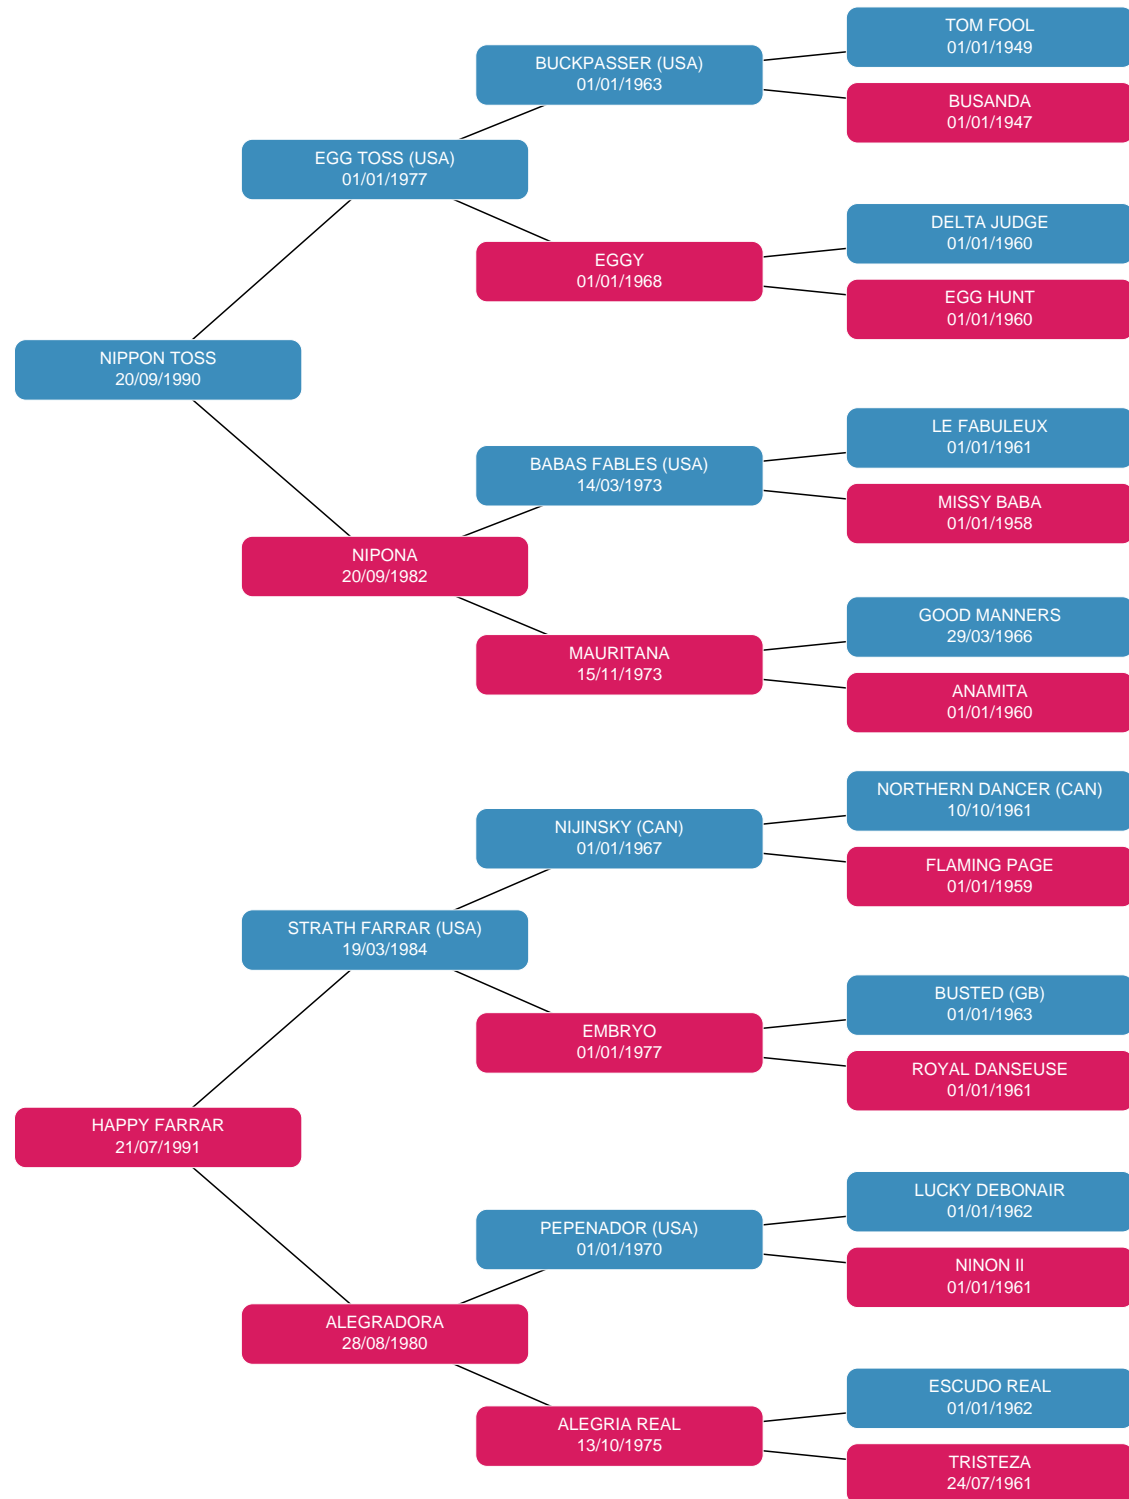 TOM FOOL
01/01/1949
BUCKPASSER (USA)
01/01/1963
BUSANDA
01/01/1947
EGG TOSS (USA)
01/01/1977
DELTA JUDGE
01/01/1960
EGGY
01/01/1968
EGG HUNT
01/01/1960
NIPPON TOSS
20/09/1990
LE FABULEUX
01/01/1961
BABAS FABLES (USA)
14/03/1973
MISSY BABA
01/01/1958
NIPONA
20/09/1982
GOOD MANNERS
29/03/1966
MAURITANA
15/11/1973
ANAMITA
01/01/1960
NORTHERN DANCER (CAN)
10/10/1961
NIJINSKY (CAN)
01/01/1967
FLAMING PAGE
01/01/1959
STRATH FARRAR (USA)
19/03/1984
BUSTED (GB)
01/01/1963
EMBRYO
01/01/1977
ROYAL DANSEUSE
01/01/1961
HAPPY FARRAR
21/07/1991
LUCKY DEBONAIR
01/01/1962
PEPENADOR (USA)
01/01/1970
NINON II
01/01/1961
ALEGRADORA
28/08/1980
ESCUDO REAL
01/01/1962
ALEGRIA REAL
13/10/1975
TRISTEZA
24/07/1961